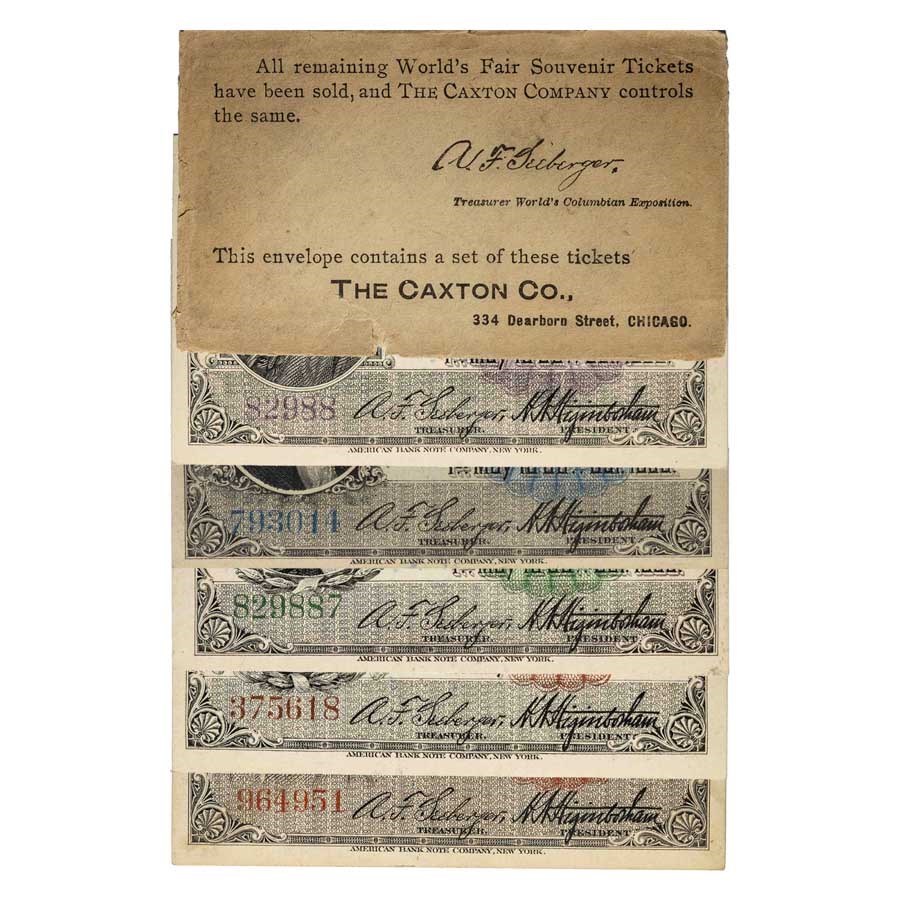 All remaining World's Fair Souvenir Tickets
have been sold, and THE CAXTON COMPANY controls
the same.
A. F. Seeberger,
Treasurer World's Columbian Exposition.
This envelope contains a set of these tickets
THE CAXTON CO.,
334 Dearborn Street, CHICAGO.
82988 A. F. Seeberger, H. N. Higinbotham
TREASURER. PRESIDENT
AMERICAN BANK NOTE COMPANY, NEW YORK.
793014 A. F. Seeberger, H. N. Higinbotham
TREASURER. PRESIDENT
AMERICAN BANK NOTE COMPANY, NEW YORK.
829887 A. F. Seeberger, H. N. Higinbotham
TREASURER. PRESIDENT
AMERICAN BANK NOTE COMPANY, NEW YORK.
375618 A. F. Seeberger, H. N. Higinbotham
TREASURER. PRESIDENT
AMERICAN BANK NOTE COMPANY, NEW YORK.
964951 A. F. Seeberger, H. N. Higinbotham
TREASURER. PRESIDENT
AMERICAN BANK NOTE COMPANY, NEW YORK.